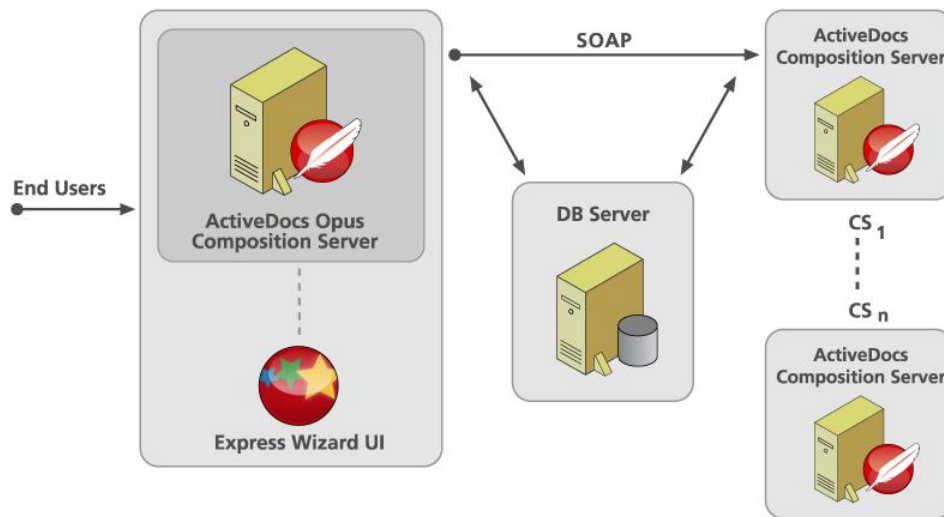 End Users
ActiveDocs Opus
Composition Server
Express Wizard UI
SOAP
DB Server
ActiveDocs
Composition Server
CS 1
CS n
ActiveDocs
Composition Server